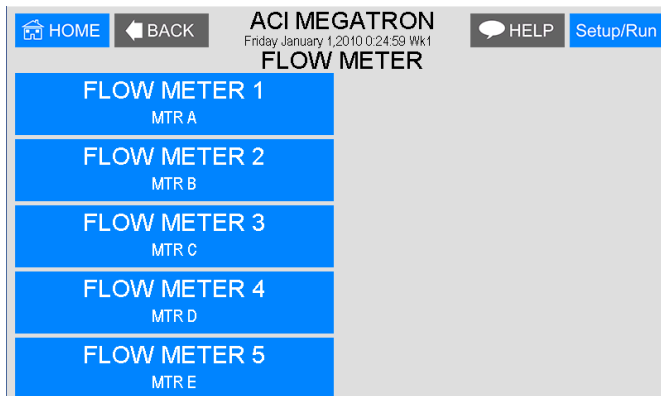 HOME
BACK
ACI MEGATRON
Friday January 1,2010 0:24:59 Wk1
FLOW METER
HELP
Setup/Run
FLOW METER 1
MTR A
FLOW METER 2
MTR B
FLOW METER 3
MTR C
FLOW METER 4
MTR D
FLOW METER 5
MTR E